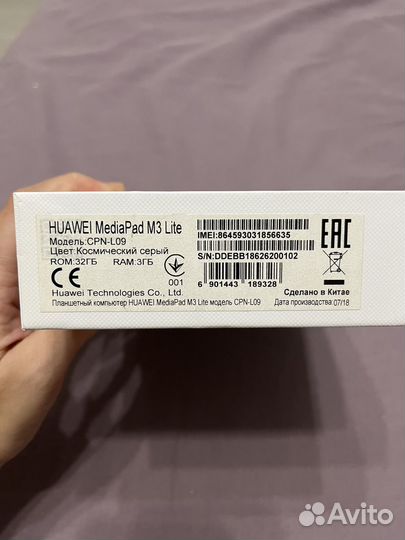 HUAWEI MediaPad M3 Lite
Модель:CPN-L09
Цвет:Космический серый
ROM:32ГБ RAM:3ГБ
CE
001
Huawei Technologies Co., Ltd.
IMEI:864593031856635
S/N:DDEBB18626200102
6 901443 189328
EAC
Сделано в Китае
Планшетный компьютер HUAWEI MediaPad M3 Lite модель CPN-L09
Дата производства:07/18
Avito